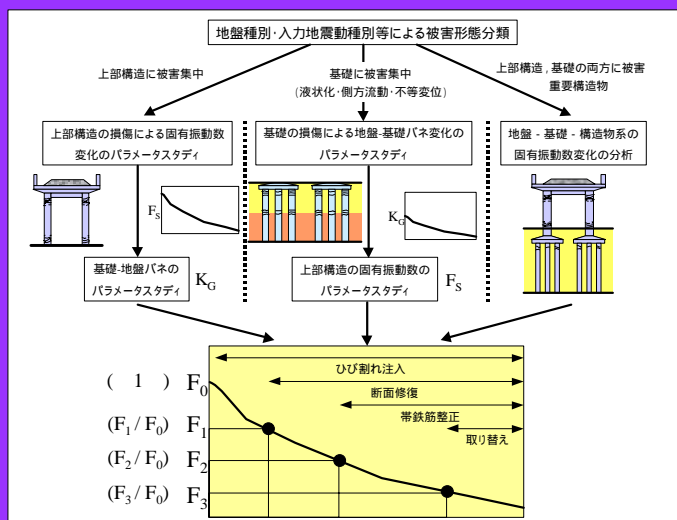 地盤種別・入力地震動種別等による被害形態分類
上部構造に被害集中
基礎に被害集中
(液状化・側方流動・不等変位)
上部構造，基礎の両方に被害
重要構造物
上部構造の損傷による固有振動数
変化のパラメータスタディ
基礎の損傷による地盤-基礎バネ変化の
パラメータスタディ
地盤 - 基礎 - 構造物系の
固有振動数変化の分析
F_S
K_G
基礎-地盤バネの
パラメータスタディ
K_G
上部構造の固有振動数の
パラメータスタディ
F_S
ひび割れ注入
断面修復
帯鉄筋整正
取り替え
( 1 ) F_0
(F_1/F_0) F_1
(F_2/F_0) F_2
(F_3/F_0) F_3